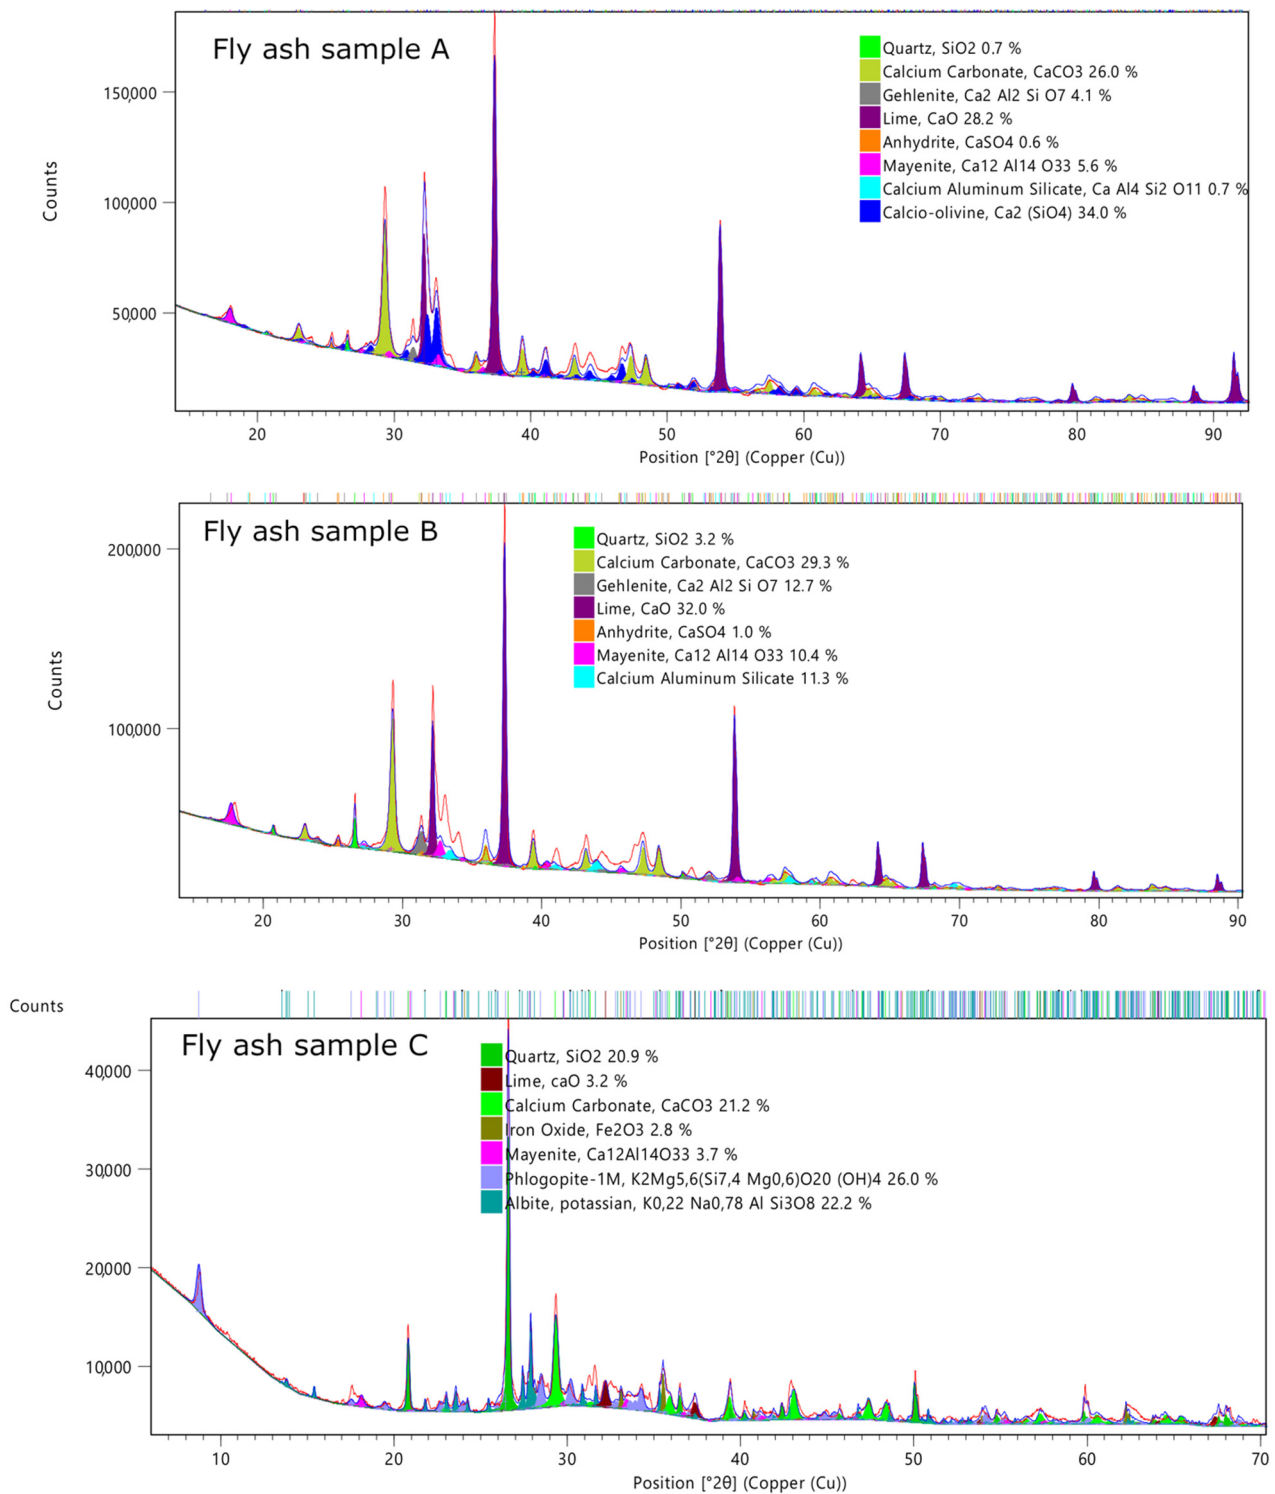 Fly ash sample A
Quartz, SiO2 0.7 %
Calcium Carbonate, CaCO3 26.0 %
Gehlenite, Ca2 Al2 Si O7 4.1 %
Lime, CaO 28.2 %
Anhydrite, CaSO4 0.6 %
Mayenite, Ca12 Al14 O33 5.6 %
Calcium Aluminum Silicate, Ca Al4 Si2 O11 0.7 %
Calcio-olivine, Ca2 (SiO4) 34.0 %
150,000
100,000
50,000
Counts
20 30 40 50 60 70 80 90
Position [°2θ] (Copper (Cu))
Fly ash sample B
Quartz, SiO2 3.2 %
Calcium Carbonate, CaCO3 29.3 %
Gehlenite, Ca2 Al2 Si O7 12.7 %
Lime, CaO 32.0 %
Anhydrite, CaSO4 1.0 %
Mayenite, Ca12 Al14 O33 10.4 %
Calcium Aluminum Silicate 11.3 %
200,000
100,000
Counts
20 30 40 50 60 70 80 90
Position [°2θ] (Copper (Cu))
Counts
Fly ash sample C
Quartz, SiO2 20.9 %
Lime, caO 3.2 %
Calcium Carbonate, CaCO3 21.2 %
Iron Oxide, Fe2O3 2.8 %
Mayenite, Ca12Al14O33 3.7 %
Phlogopite-1M, K2Mg5,6(Si7,4 Mg0,6)O20 (OH)4 26.0 %
Albite, potassian, K0,22 Na0,78 Al Si3O8 22.2 %
40,000
30,000
20,000
10,000
10 20 30 40 50 60 70
Position [°2θ] (Copper (Cu))